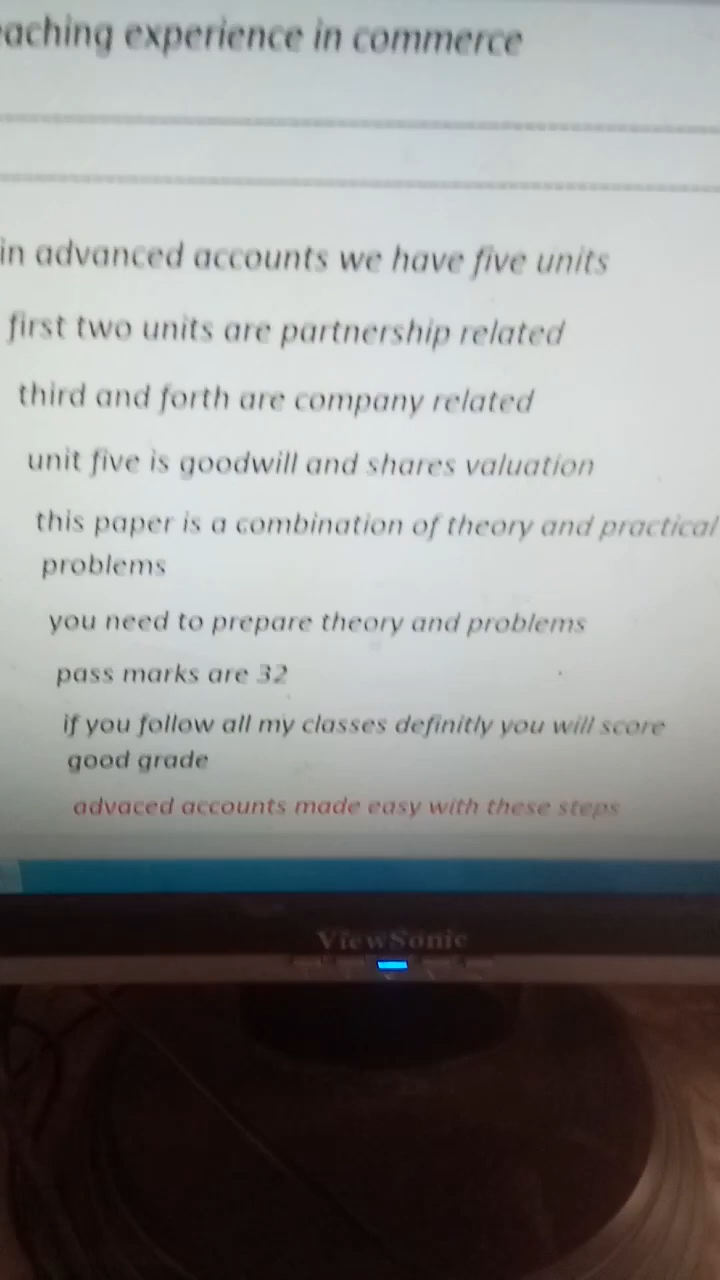 eaching experience in commerce
in advanced accounts we have five units
first two units are partnership related
third and forth are company related
unit five is goodwill and shares valuation
this paper is a combination of theory and practical
problems
you need to prepare theory and problems
pass marks are 32
if you follow all my classes definitly you will score
good grade
advaced accounts made easy with these steps
ViewSonic